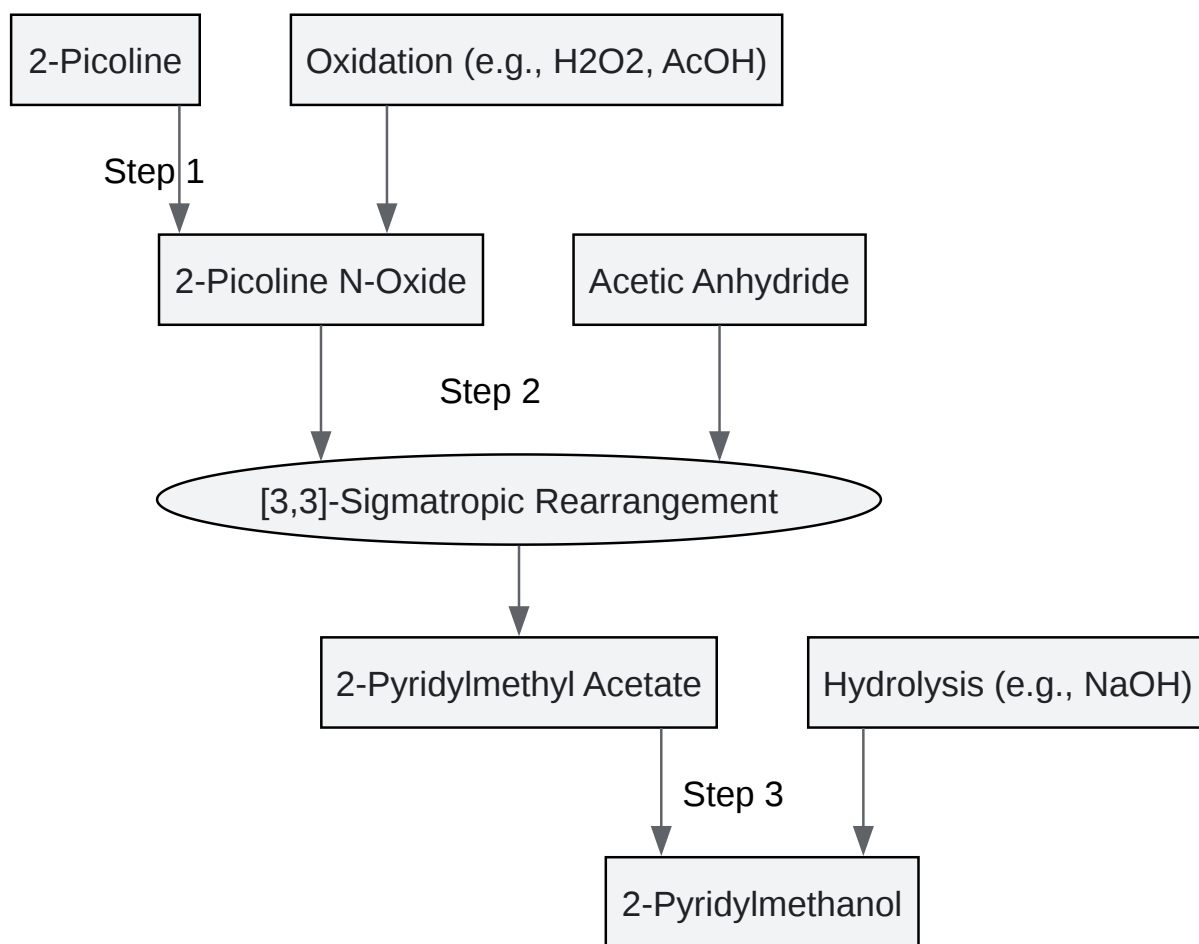 2-Picoline
Oxidation (e.g., H2O2, AcOH)
Step 1
2-Picoline N-Oxide
Acetic Anhydride
Step 2
[3,3]-Sigmatropic Rearrangement
2-Pyridylmethyl Acetate
Hydrolysis (e.g., NaOH)
Step 3
2-Pyridylmethanol